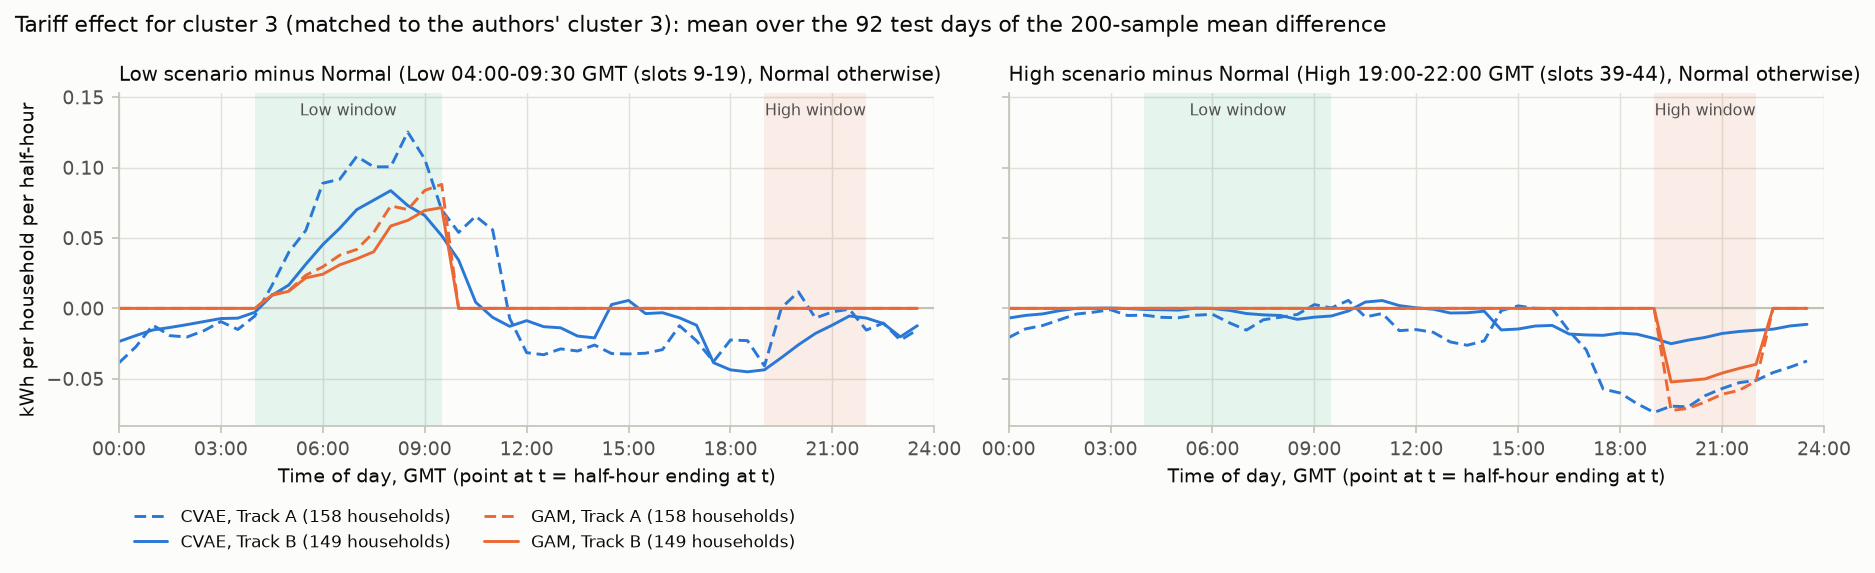 Tariff effect for cluster 3 (matched to the authors' cluster 3): mean over the 92 test days of the 200-sample mean difference
Low scenario minus Normal (Low 04:00-09:30 GMT (slots 9-19), Normal otherwise)
High scenario minus Normal (High 19:00-22:00 GMT (slots 39-44), Normal otherwise)
kWh per household per half-hour
0.15
0.10
0.05
0.00
−0.05
Low window
High window
Low window
High window
00:00 03:00 06:00 09:00 12:00 15:00 18:00 21:00 24:00
00:00 03:00 06:00 09:00 12:00 15:00 18:00 21:00 24:00
Time of day, GMT (point at t = half-hour ending at t)
Time of day, GMT (point at t = half-hour ending at t)
CVAE, Track A (158 households)
CVAE, Track B (149 households)
GAM, Track A (158 households)
GAM, Track B (149 households)